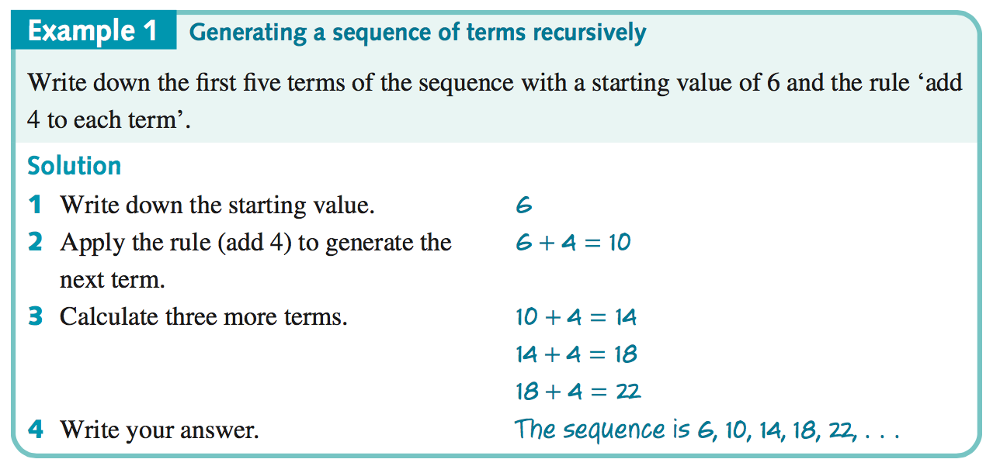 Example 1 Generating a sequence of terms recursively
Write down the first five terms of the sequence with a starting value of 6 and the rule ‘add
4 to each term’.
Solution
1 Write down the starting value. 6
2 Apply the rule (add 4) to generate the 6 + 4 = 10
next term.
3 Calculate three more terms. 10 + 4 = 14
14 + 4 = 18
18 + 4 = 22
4 Write your answer. The sequence is 6, 10, 14, 18, 22, . . .